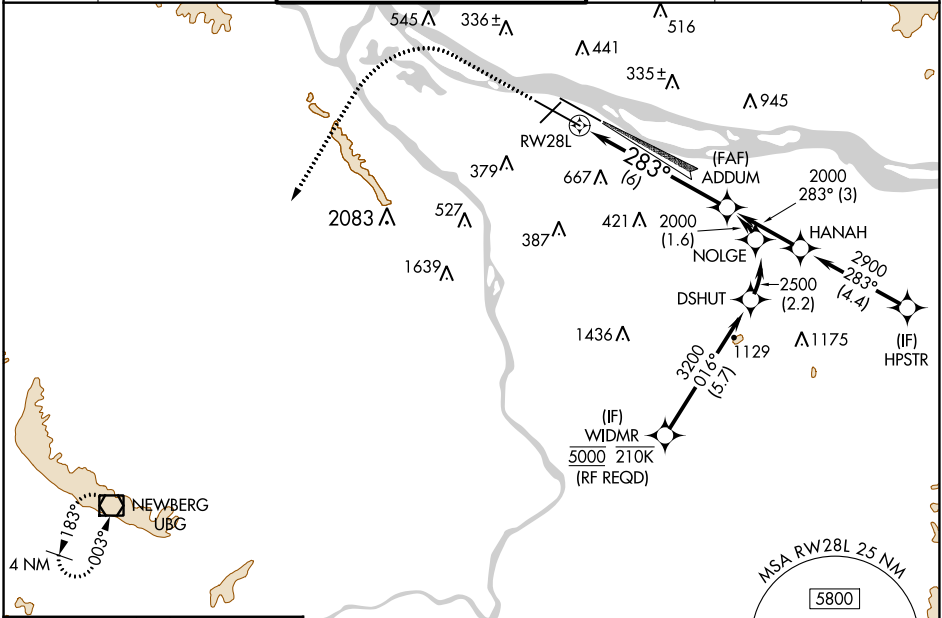 545
336±
516
441
335±
945
RW28L
283°
(6)
(FAF)
ADDUM
2000
283° (3)
379
667
2083
527
387
421
2000
(1.6)
NOLGE
HANAH
1639
2900
283°
(4.4)
DSHUT
2500
(2.2)
1436
1129
1175
(IF)
HPSTR
3200
016°
(5.7)
(IF)
WIDMR
5000 210K
(RF REQD)
NEWBERG
UBG
183°
003°
4 NM
MSA RW28L 25 NM
5800